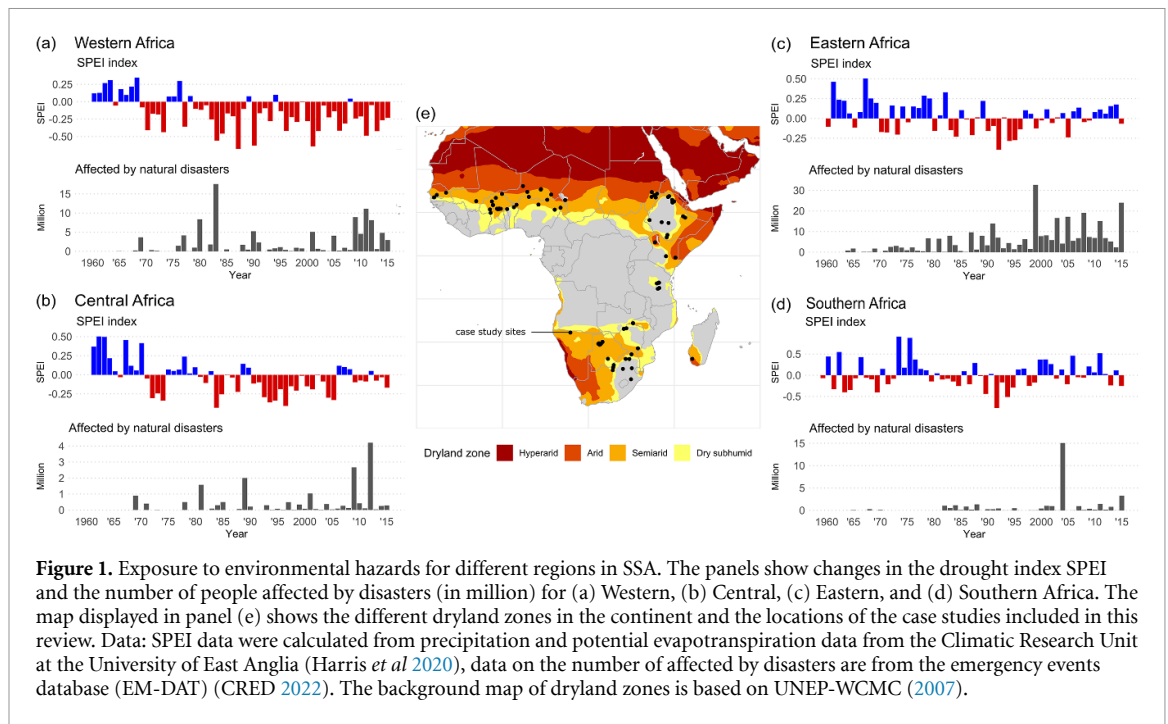 (a) Western Africa
SPEI index
SPEI
0.25
0.00
-0.25
-0.50
Affected by natural disasters
Million
15
10
5
0
1960 '65 '70 '75 '80 '85 '90 '95 2000 '05 '10 '15
Year
(b) Central Africa
SPEI index
SPEI
0.50
0.25
0.00
-0.25
Affected by natural disasters
Million
4
3
2
1
0
1960 '65 '70 '75 '80 '85 '90 '95 2000 '05 '10 '15
Year
(e)
case study sites
Dryland zone Hyperarid Arid Semiarid Dry subhumid
(c) Eastern Africa
SPEI index
SPEI
0.50
0.25
0.00
-0.25
Affected by natural disasters
Million
30
20
10
0
1960 '65 '70 '75 '80 '85 '90 '95 2000 '05 '10 '15
Year
(d) Southern Africa
SPEI index
SPEI
0.5
0.0
-0.5
Affected by natural disasters
Million
15
10
5
0
1960 '65 '70 '75 '80 '85 '90 '95 2000 '05 '10 '15
Year
Figure 1. Exposure to environmental hazards for different regions in SSA. The panels show changes in the drought index SPEI
and the number of people affected by disasters (in million) for (a) Western, (b) Central, (c) Eastern, and (d) Southern Africa. The
map displayed in panel (e) shows the different dryland zones in the continent and the locations of the case studies included in this
review. Data: SPEI data were calculated from precipitation and potential evapotranspiration data from the Climatic Research Unit
at the University of East Anglia (Harris et al 2020), data on the number of affected by disasters are from the emergency events
database (EM-DAT) (CRED 2022). The background map of dryland zones is based on UNEP-WCMC (2007).